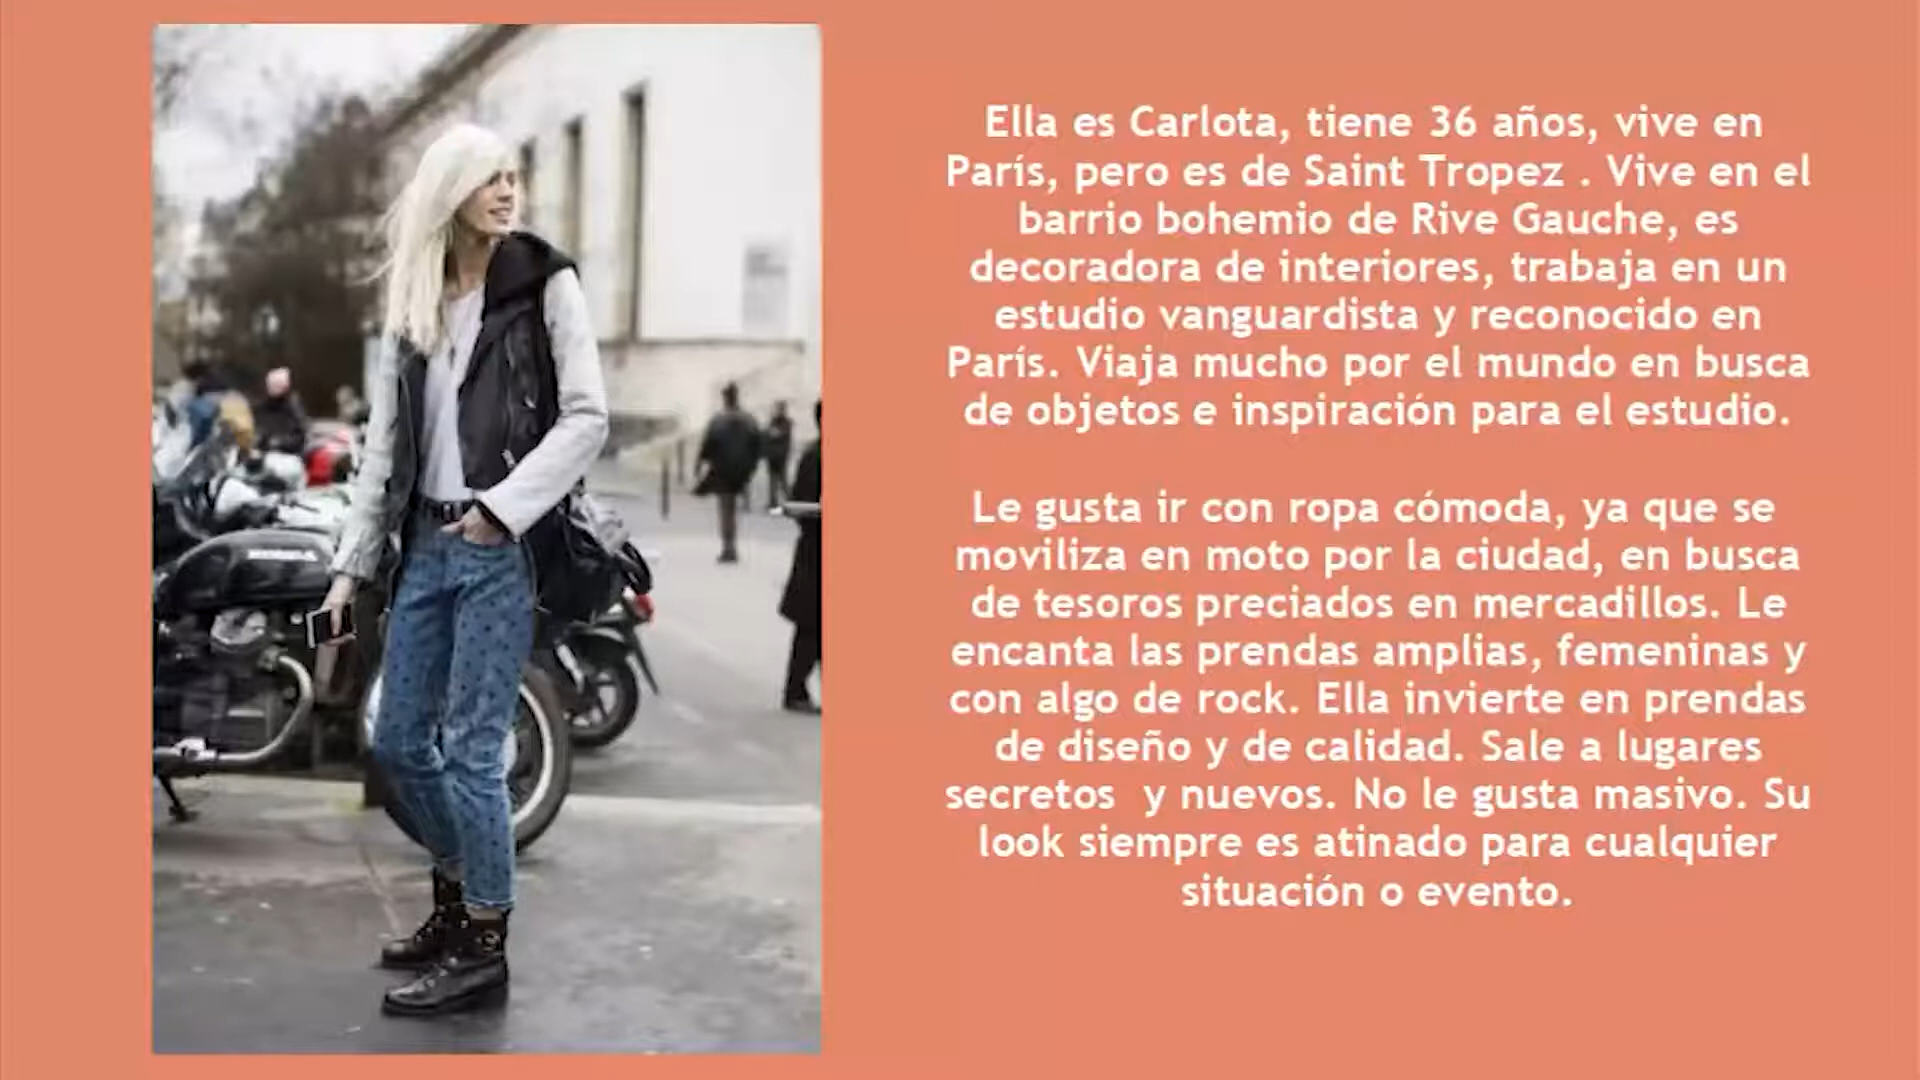 Ella es Carlota, tiene 36 años, vive en
París, pero es de Saint Tropez . Vive en el
barrio bohemio de Rive Gauche, es
decoradora de interiores, trabaja en un
estudio vanguardista y reconocido en
París. Viaja mucho por el mundo en busca
de objetos e inspiración para el estudio.
Le gusta ir con ropa cómoda, ya que se
moviliza en moto por la ciudad, en busca
de tesoros preciados en mercadillos. Le
encanta las prendas amplias, femeninas y
con algo de rock. Ella invierte en prendas
de diseño y de calidad. Sale a lugares
secretos  y nuevos. No le gusta masivo. Su
look siempre es atinado para cualquier
situación o evento.